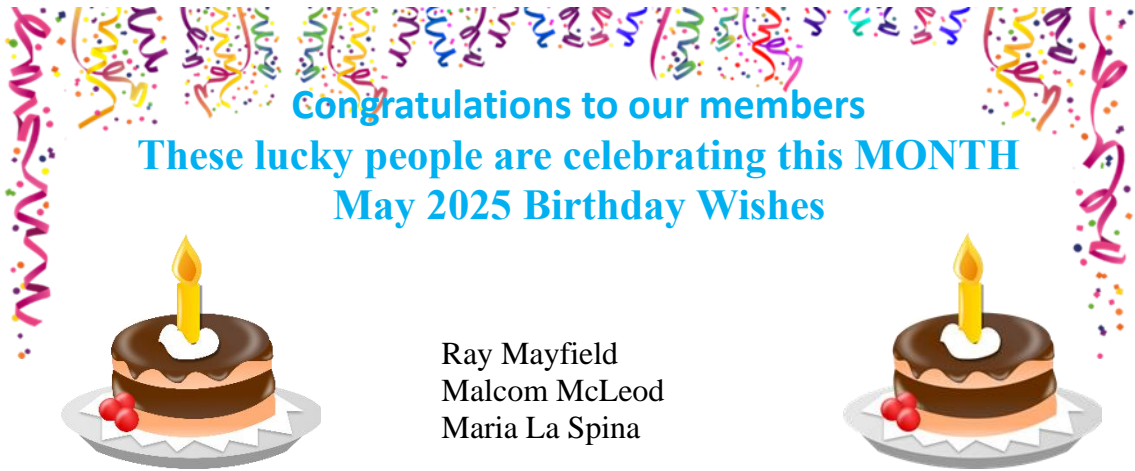 Congratulations to our members
These lucky people are celebrating this MONTH
May 2025 Birthday Wishes
Ray Mayfield
Malcom McLeod
Maria La Spina